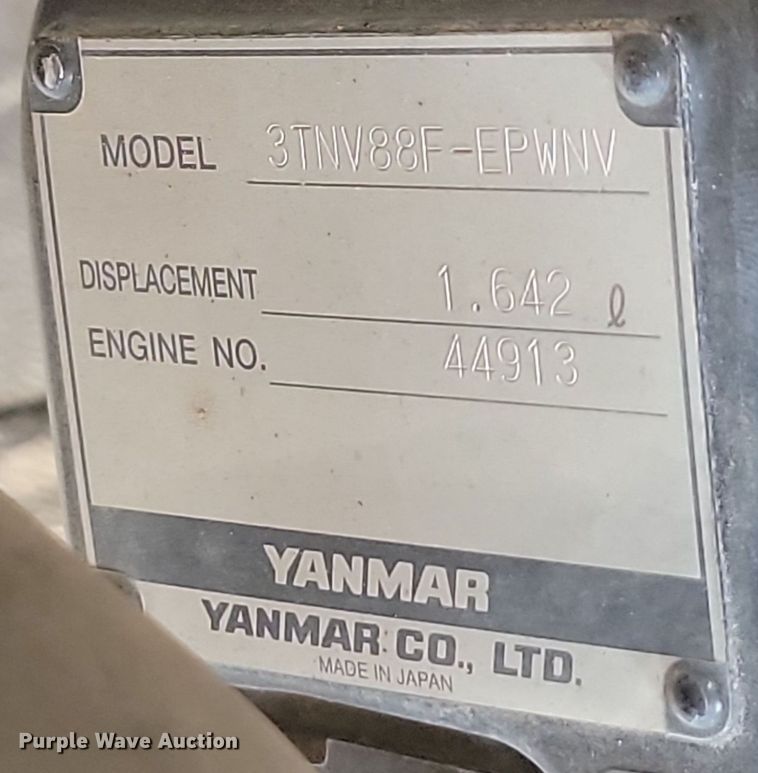 MODEL 3TNV88F-EPWNV
DISPLACEMENT 1.642 ℓ
ENGINE NO. 44913
YANMAR
YANMAR CO., LTD.
MADE IN JAPAN
Purple Wave Auction